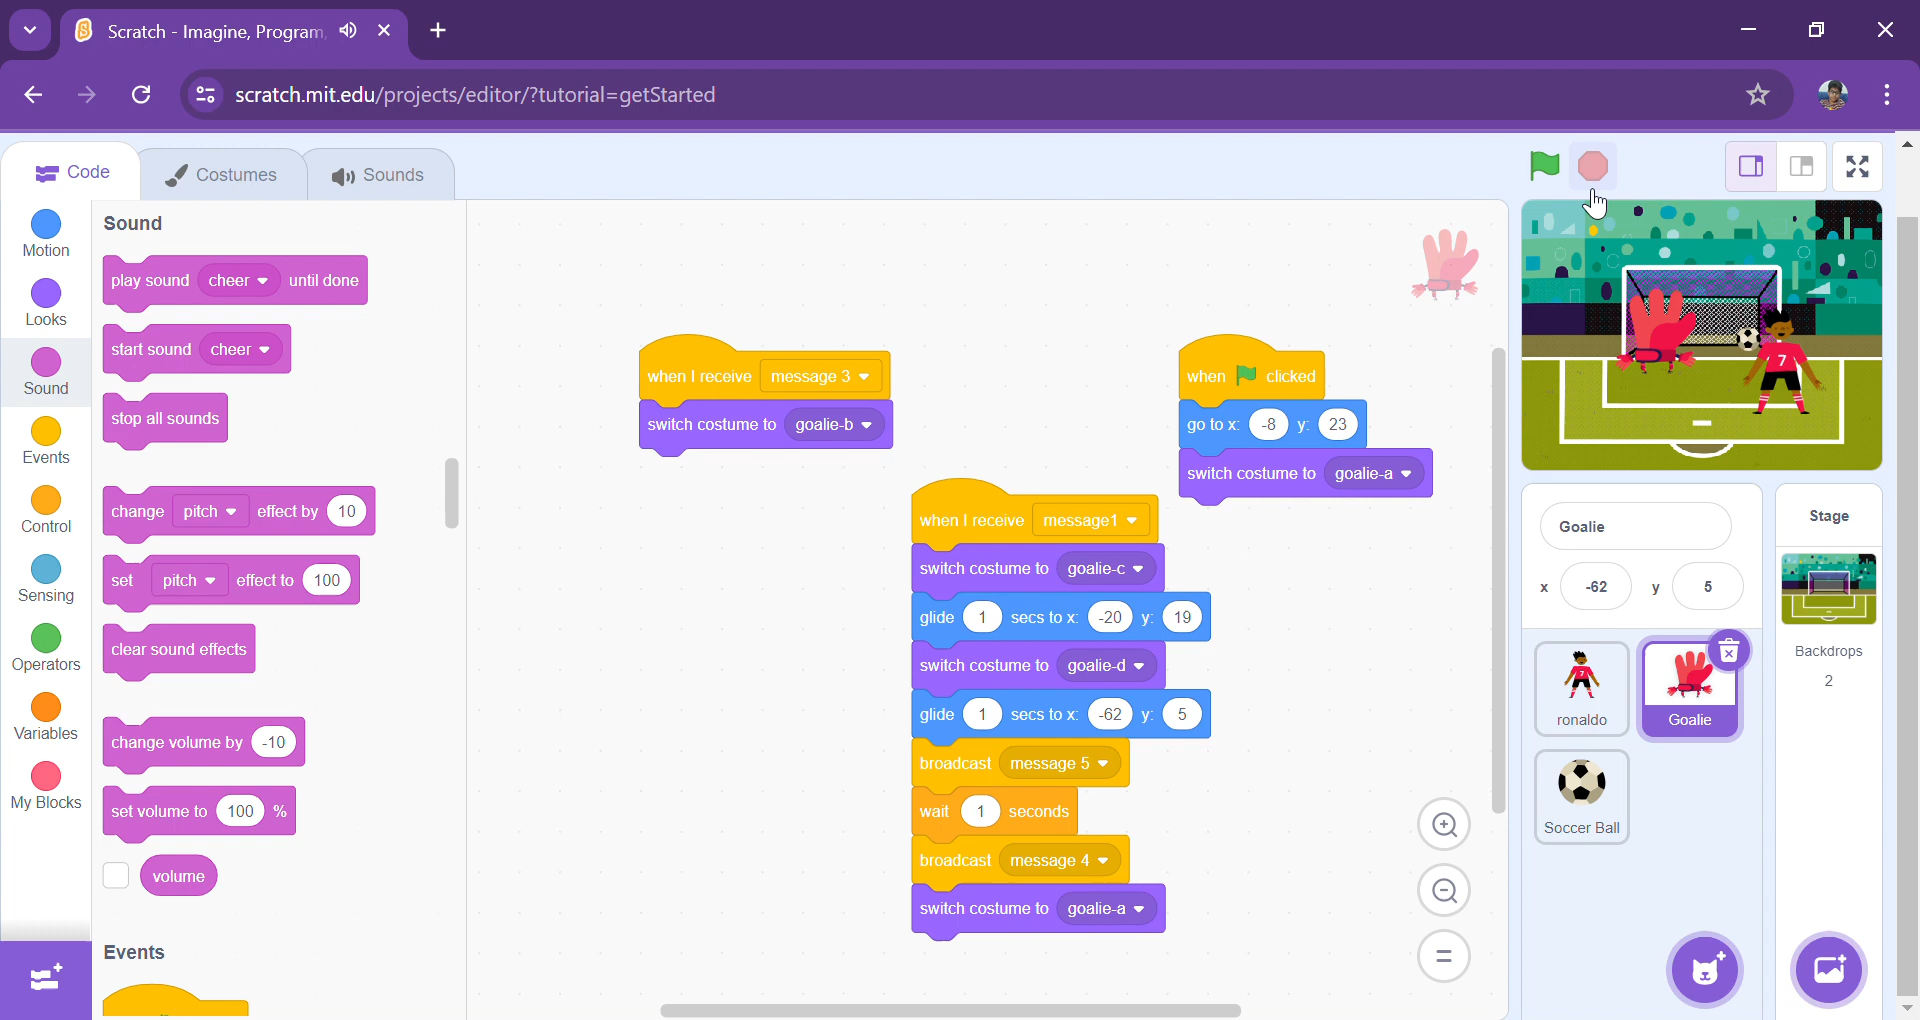 Scratch - Imagine, Program,
scratch.mit.edu/projects/editor/?tutorial=getStarted
Code
Costumes
Sounds
Motion
Looks
Sound
Events
Control
Sensing
Operators
Variables
My Blocks
Sound
play sound cheer until done
start sound cheer
stop all sounds
change pitch effect by 10
set pitch effect to 100
clear sound effects
change volume by -10
set volume to 100 %
volume
Events
when I receive message 3
switch costume to goalie-b
when clicked
go to x: -8 y: 23
switch costume to goalie-a
when I receive message1
switch costume to goalie-c
glide 1 secs to x: -20 y: 19
switch costume to goalie-d
glide 1 secs to x: -62 y: 5
broadcast message 5
wait 1 seconds
broadcast message 4
switch costume to goalie-a
7
Goalie
x -62 y 5
ronaldo
Goalie
Soccer Ball
Stage
Backdrops
2